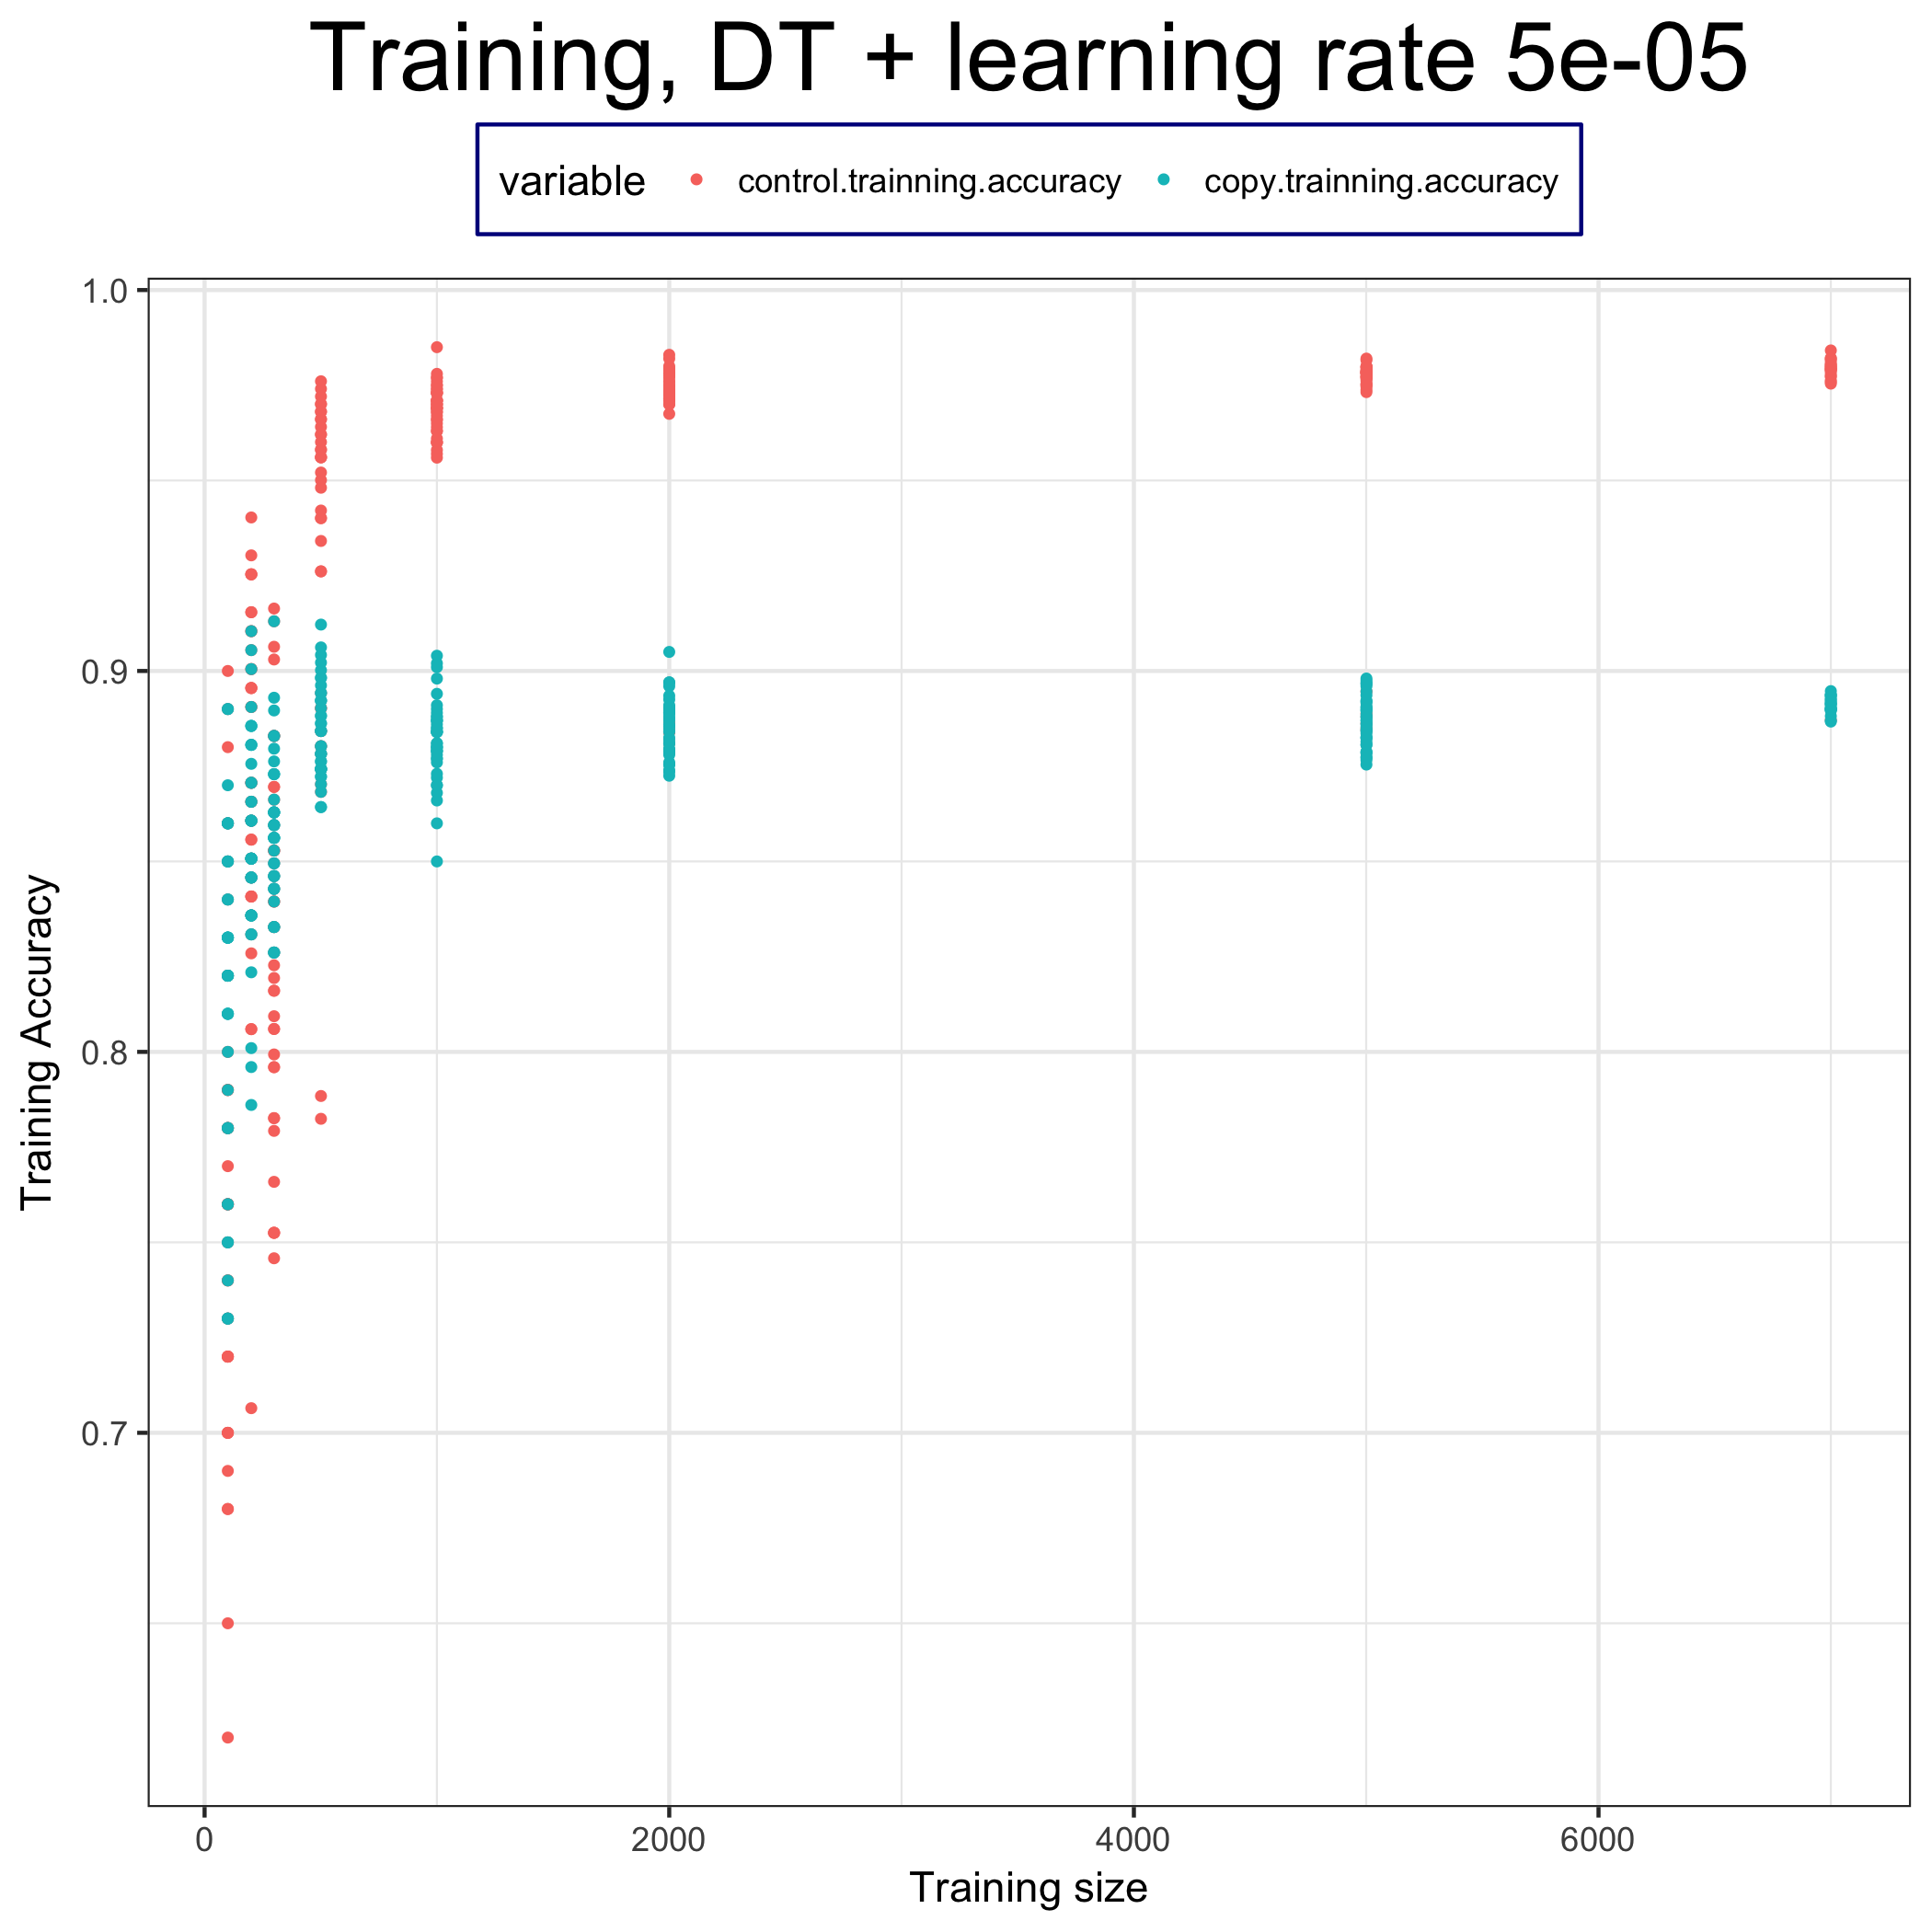 Training, DT + learning rate 5e-05
variable control.trainning.accuracy copy.trainning.accuracy
1.0
0.9
0.8
0.7
Training Accuracy
0 2000 4000 6000
Training size